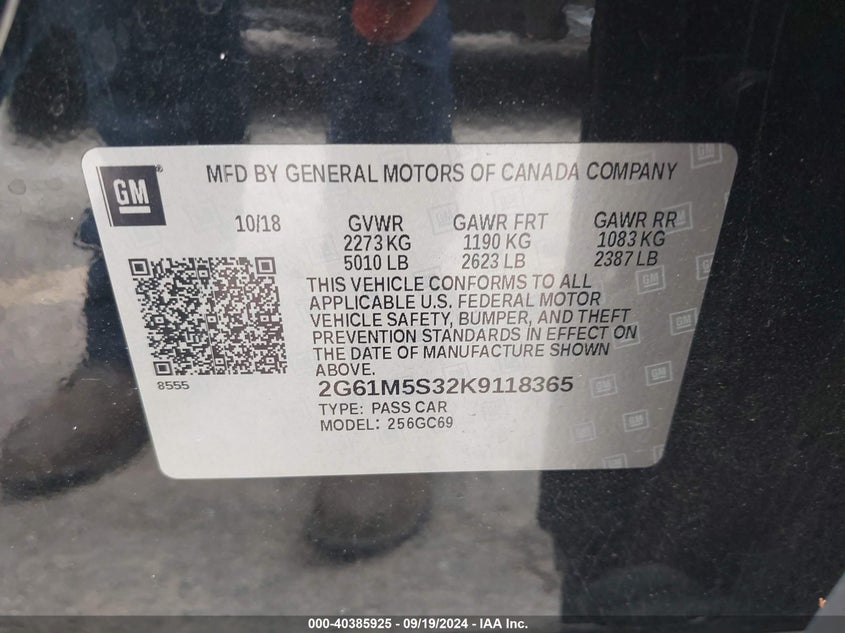 GM
MFD BY GENERAL MOTORS OF CANADA COMPANY
10/18 GVWR GAWR FRT GAWR RR
2273 KG 1190 KG 1083 KG
5010 LB 2623 LB 2387 LB
THIS VEHICLE CONFORMS TO ALL
APPLICABLE U.S. FEDERAL MOTOR
VEHICLE SAFETY, BUMPER, AND THEFT
PREVENTION STANDARDS IN EFFECT ON
THE DATE OF MANUFACTURE SHOWN
ABOVE.
8555
2G61M5S32K9118365
TYPE: PASS CAR
MODEL: 256GC69
000-40385925 - 09/19/2024 - IAA Inc.